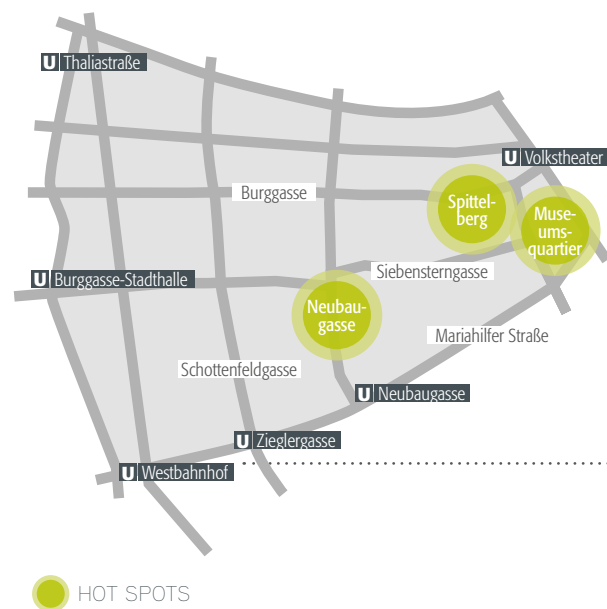 U Thaliastraße
U Volkstheater
Burggasse
Spittel-
berg
Muse-
ums-
quartier
Siebensterngasse
U Burggasse-Stadthalle
Neubau-
gasse
Mariahilfer Straße
Schottenfeldgasse
U Neubaugasse
U Zieglergasse
U Westbahnhof
HOT SPOTS